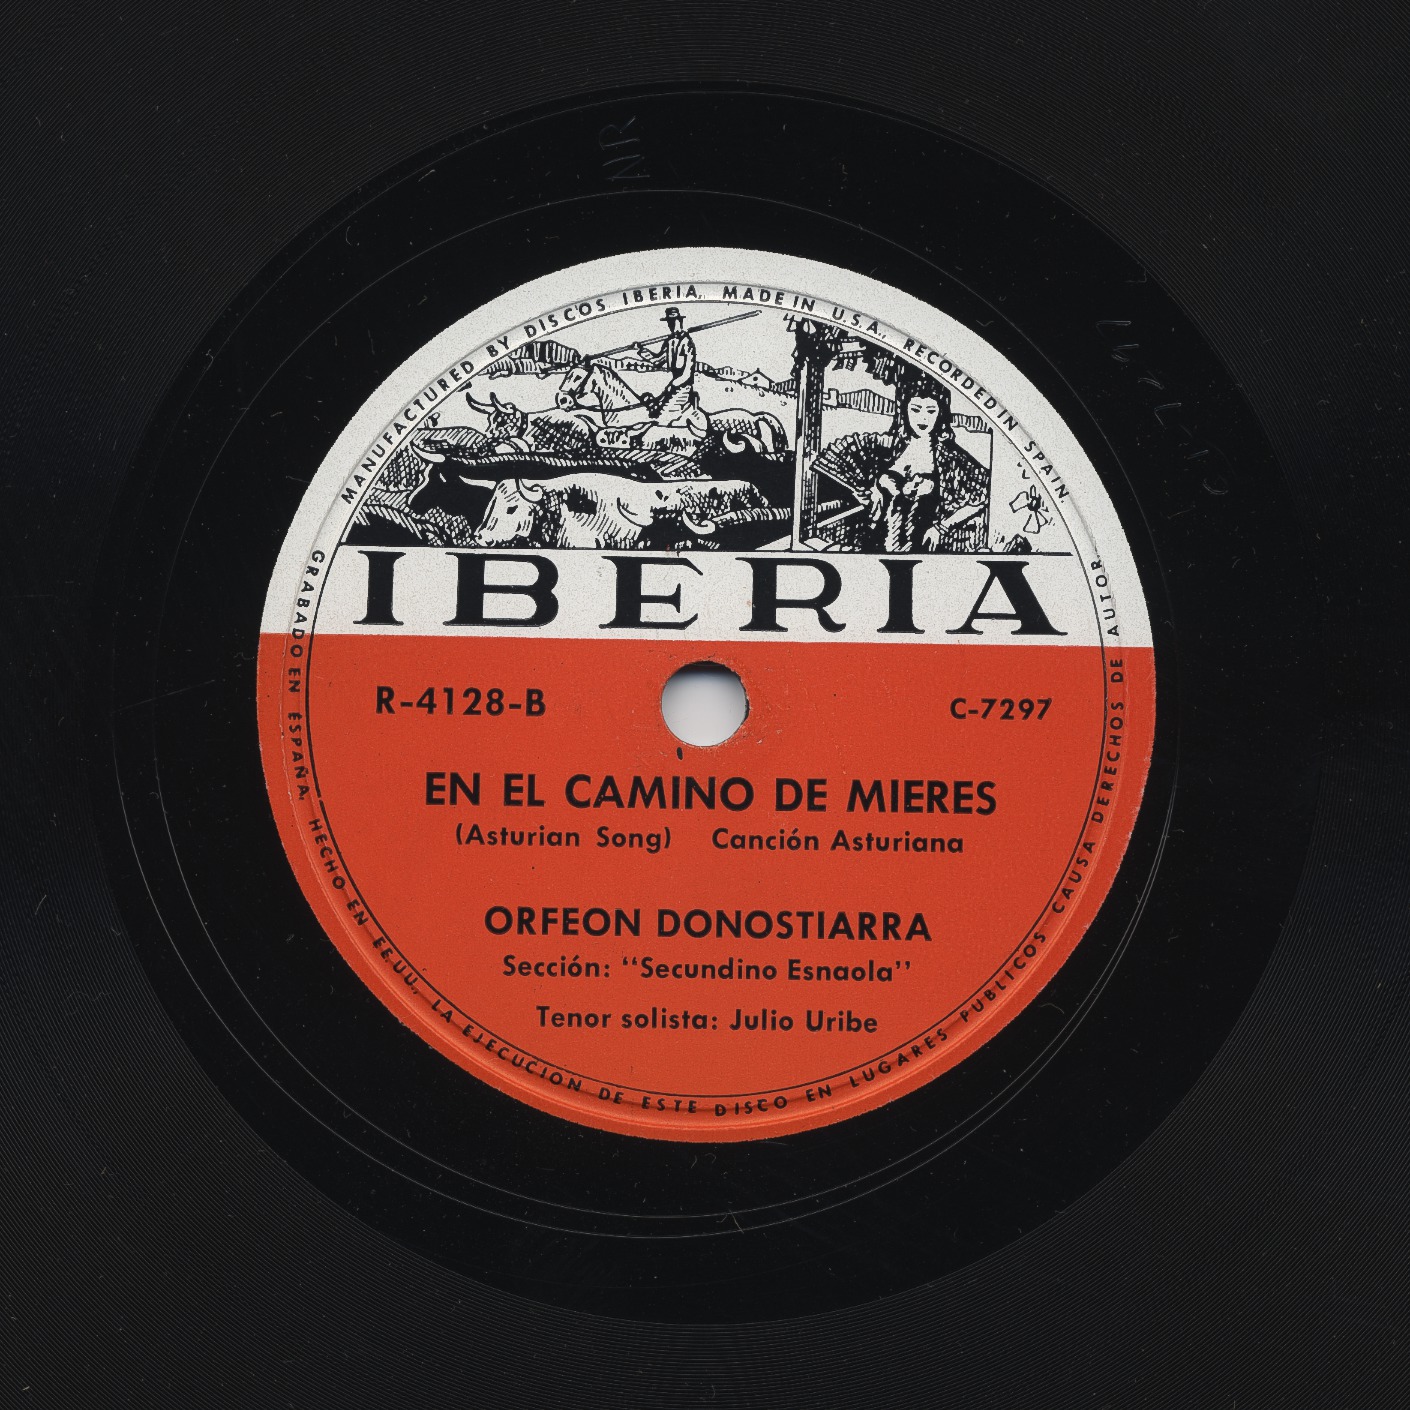 NR
MANUFACTURED BY DISCOS IBERIA, MADE IN U.S.A., RECORDED IN SPAIN
IBERIA
R-4128-B
C-7297
EN EL CAMINO DE MIERES
(Asturian Song) Canción Asturiana
ORFEON DONOSTIARRA
Sección: “Secundino Esnaola”
Tenor solista: Julio Uribe
GRABADO EN ESPAÑA, HECHO EN EE.UU., LA EJECUCION DE ESTE DISCO EN LUGARES PUBLICOS CAUSA DERECHOS DE AUTOR.